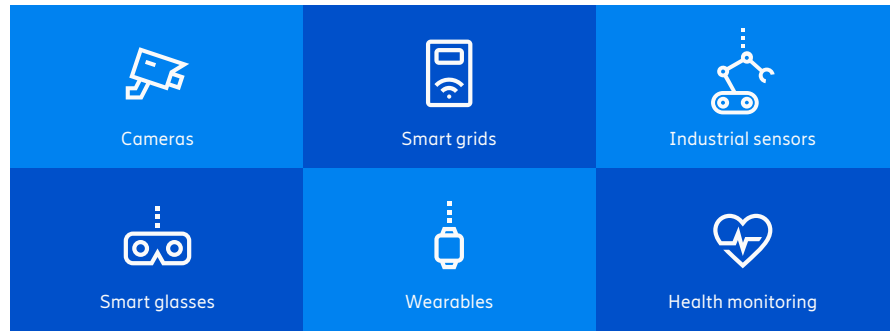 Cameras
Smart grids
Industrial sensors
Smart glasses
Wearables
Health monitoring